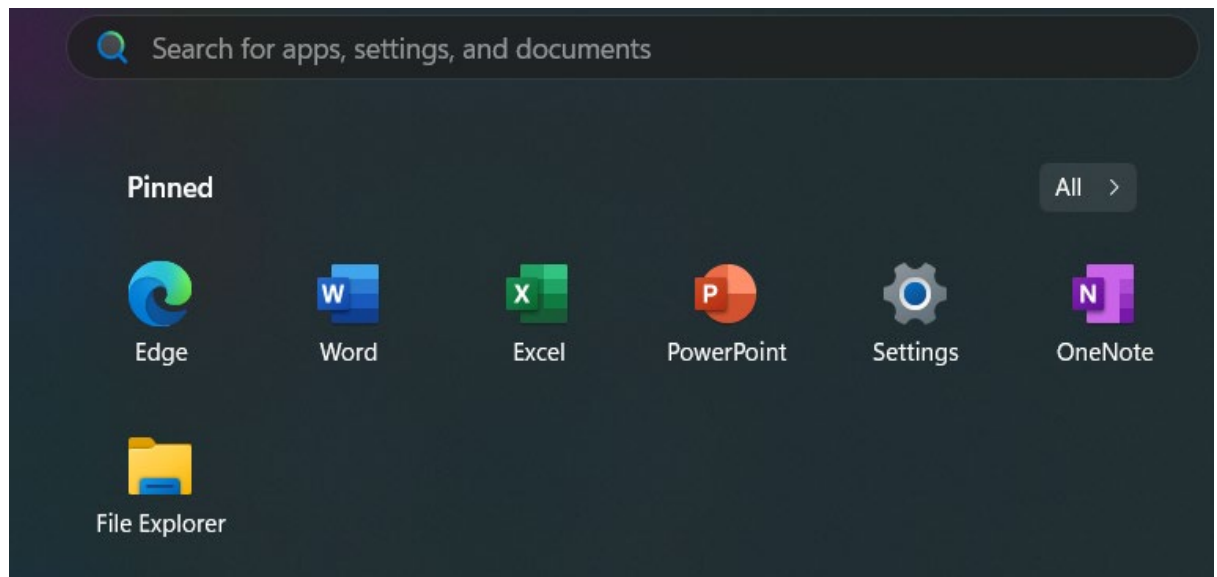 Search for apps, settings, and documents
Pinned All
Edge Word Excel PowerPoint Settings OneNote
File Explorer